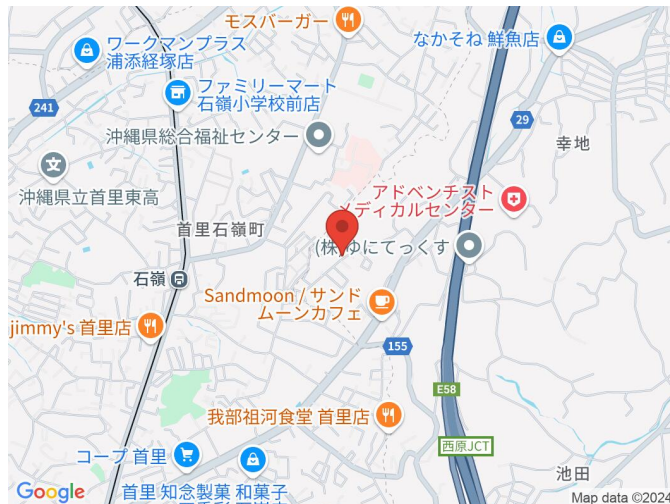 モスバーガー
ワークマンプラス
浦添経塚店
なかそね 鮮魚店
ファミリーマート
石嶺小学校前店
241
29
沖縄県総合福祉センター
幸地
沖縄県立首里東高
アドベンチスト
メディカルセンター
首里石嶺町
(株)ゆにてっくす
石嶺
Sandmoon / サンド
ムーンカフェ
jimmy's 首里店
155
E58
我部祖河食堂 首里店
西原JCT
コープ 首里
池田
首里 知念製菓 和菓子
Google
Map data ©2024